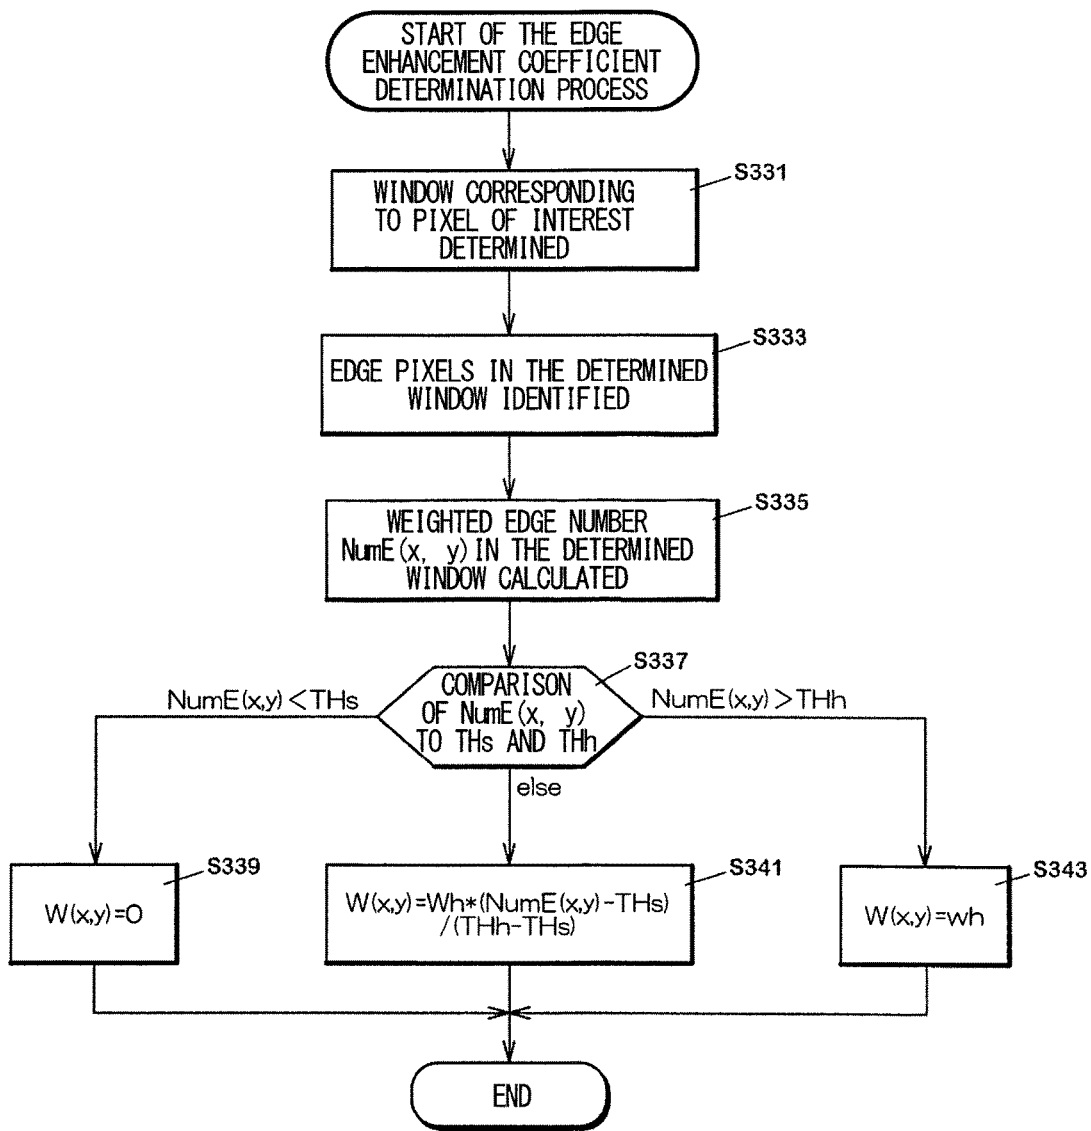 START OF THE EDGE
ENHANCEMENT COEFFICIENT
DETERMINATION PROCESS
S331
WINDOW CORRESPONDING
TO PIXEL OF INTEREST
DETERMINED
S333
EDGE PIXELS IN THE DETERMINED
WINDOW IDENTIFIED
S335
WEIGHTED EDGE NUMBER
NumE(x, y) IN THE DETERMINED
WINDOW CALCULATED
S337
COMPARISON
OF NumE(x, y)
TO THs AND THh
NumE(x,y)<THs
NumE(x,y)>THh
else
S339
W(x,y)=0
S341
W(x,y)=Wh*(NumE(x,y)-THs)
/(THh-THs)
S343
W(x,y)=wh
END